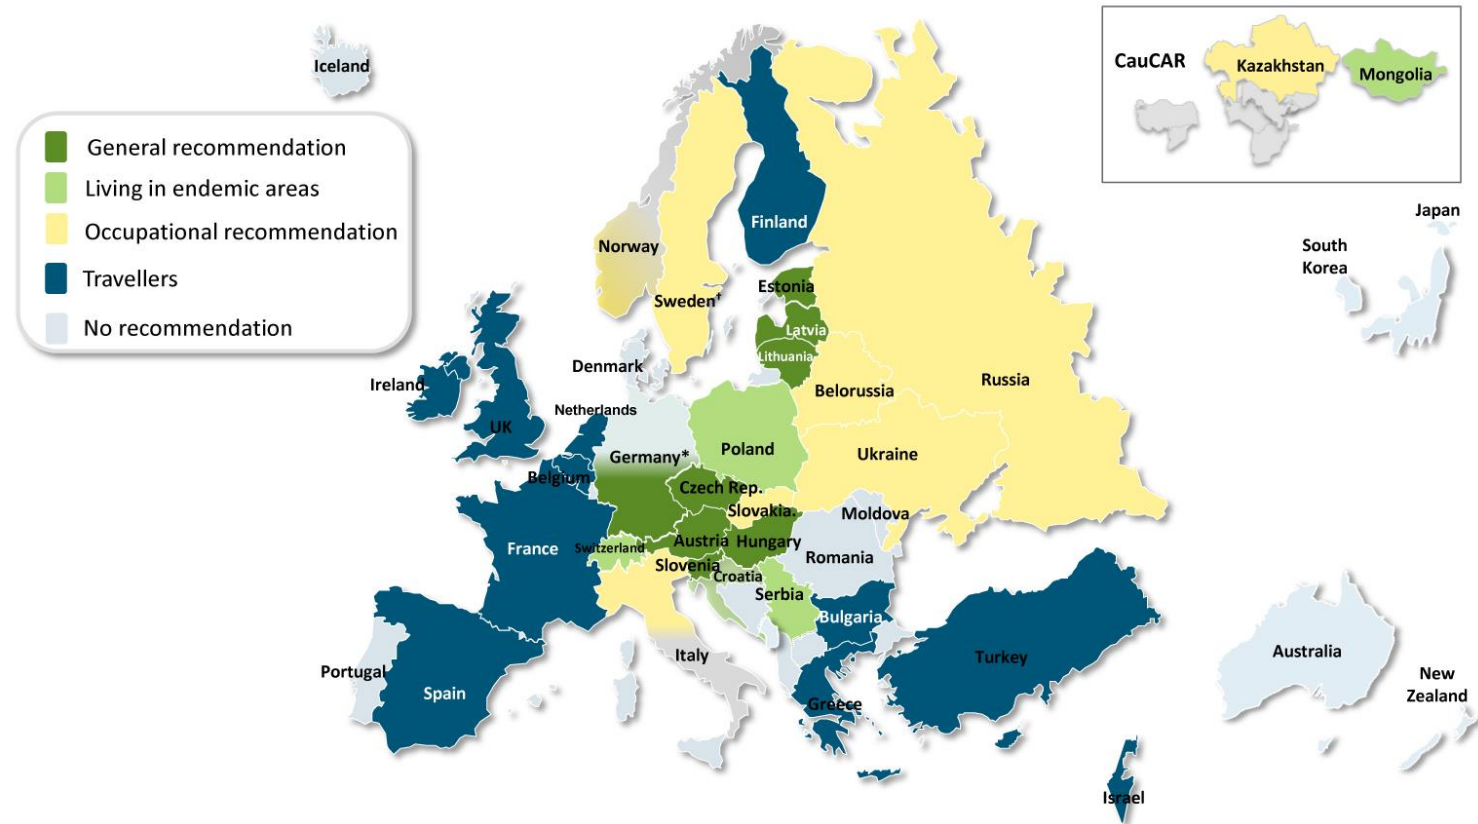 Iceland
General recommendation
Living in endemic areas
Occupational recommendation
Travellers
No recommendation
CauCAR
Kazakhstan
Mongolia
Japan
South
Korea
Finland
Norway
Sweden†
Estonia
Latvia
Lithuania
Denmark
Ireland
Netherlands
UK
Belorussia
Russia
Germany*
Poland
Ukraine
Belgium
Czech Rep.
Slovakia.
Moldova
France
Switzerland
Austria
Hungary
Romania
Slovenia
Croatia
Serbia
Bulgaria
Portugal
Spain
Italy
Greece
Turkey
Israel
Australia
New
Zealand